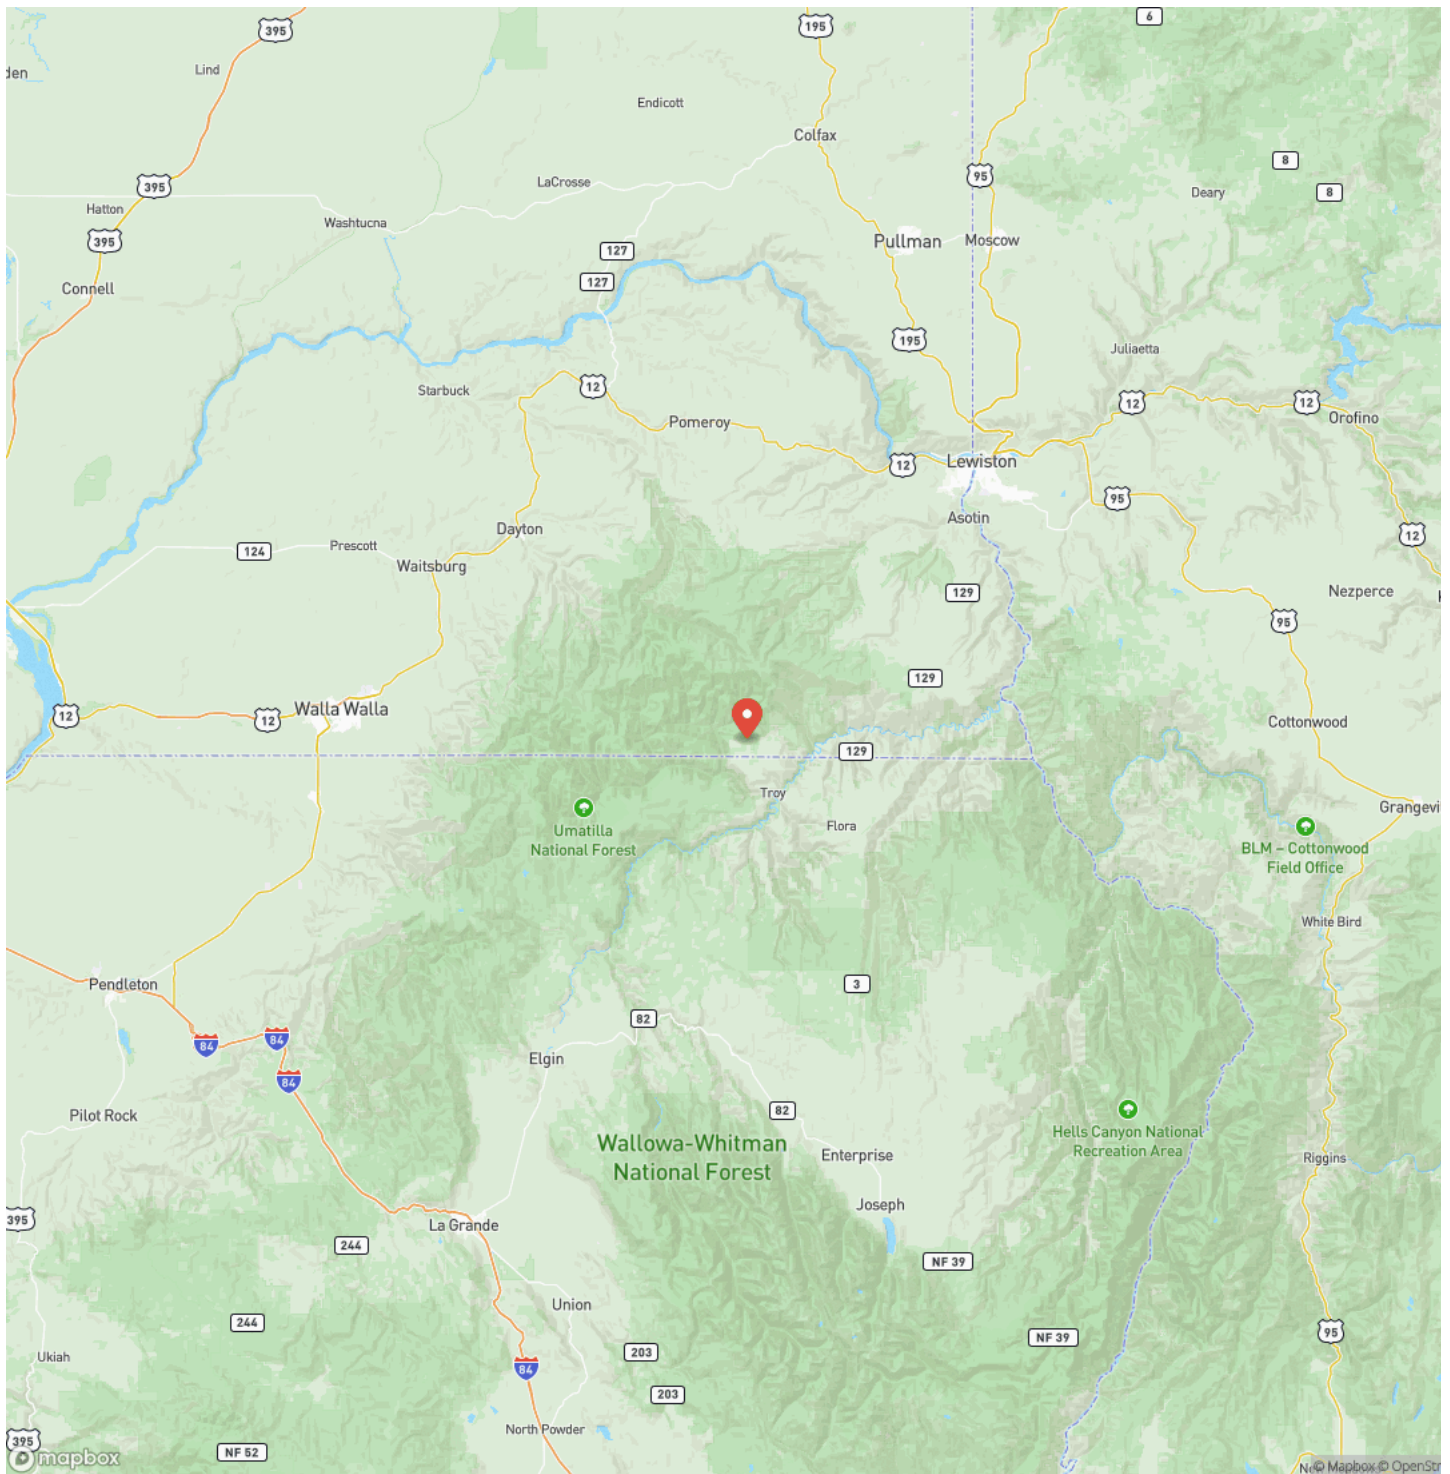 395
195
6
den
Lind
Endicott
Colfax
8
395
95
LaCrosse
8
Deary
Hatton
Washtucna
395
127
Pullman
Moscow
127
Connell
195
Juliaetta
Starbuck
12
12
12
Pomeroy
Orofino
12
Lewiston
95
Asotin
Dayton
12
124
Prescott
Waitsburg
129
Nezperce
95
129
Walla Walla
12
12
Cottonwood
129
Troy
Grangevi
Umatilla
National Forest
Flora
BLM – Cottonwood
Field Office
White Bird
Pendleton
3
82
84
84
Elgin
84
Pilot Rock
82
Hells Canyon National
Recreation Area
Wallowa-Whitman
National Forest
Enterprise
Riggins
Joseph
395
La Grande
244
NF 39
Union
244
95
NF 39
203
Ukiah
84
203
North Powder
395
NF 52
mapbox
© Mapbox © OpenStr